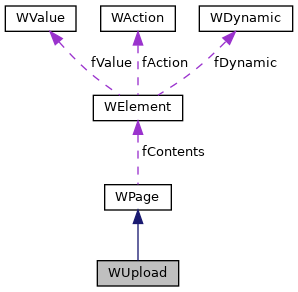 WValue
WAction
WDynamic
fValue
fAction
fDynamic
WElement
fContents
WPage
WUpload